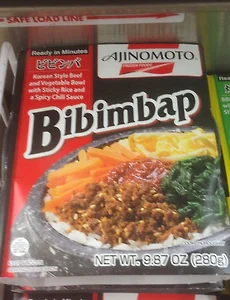 SAFE LOAD LINE
Ready in Minutes
ビビンバ
Korean Style Beef
and Vegetable Bowl
with Sticky Rice and
a Spicy Chili Sauce
AJINOMOTO
Bibimbap
NET WT. 9.87 OZ (280g)